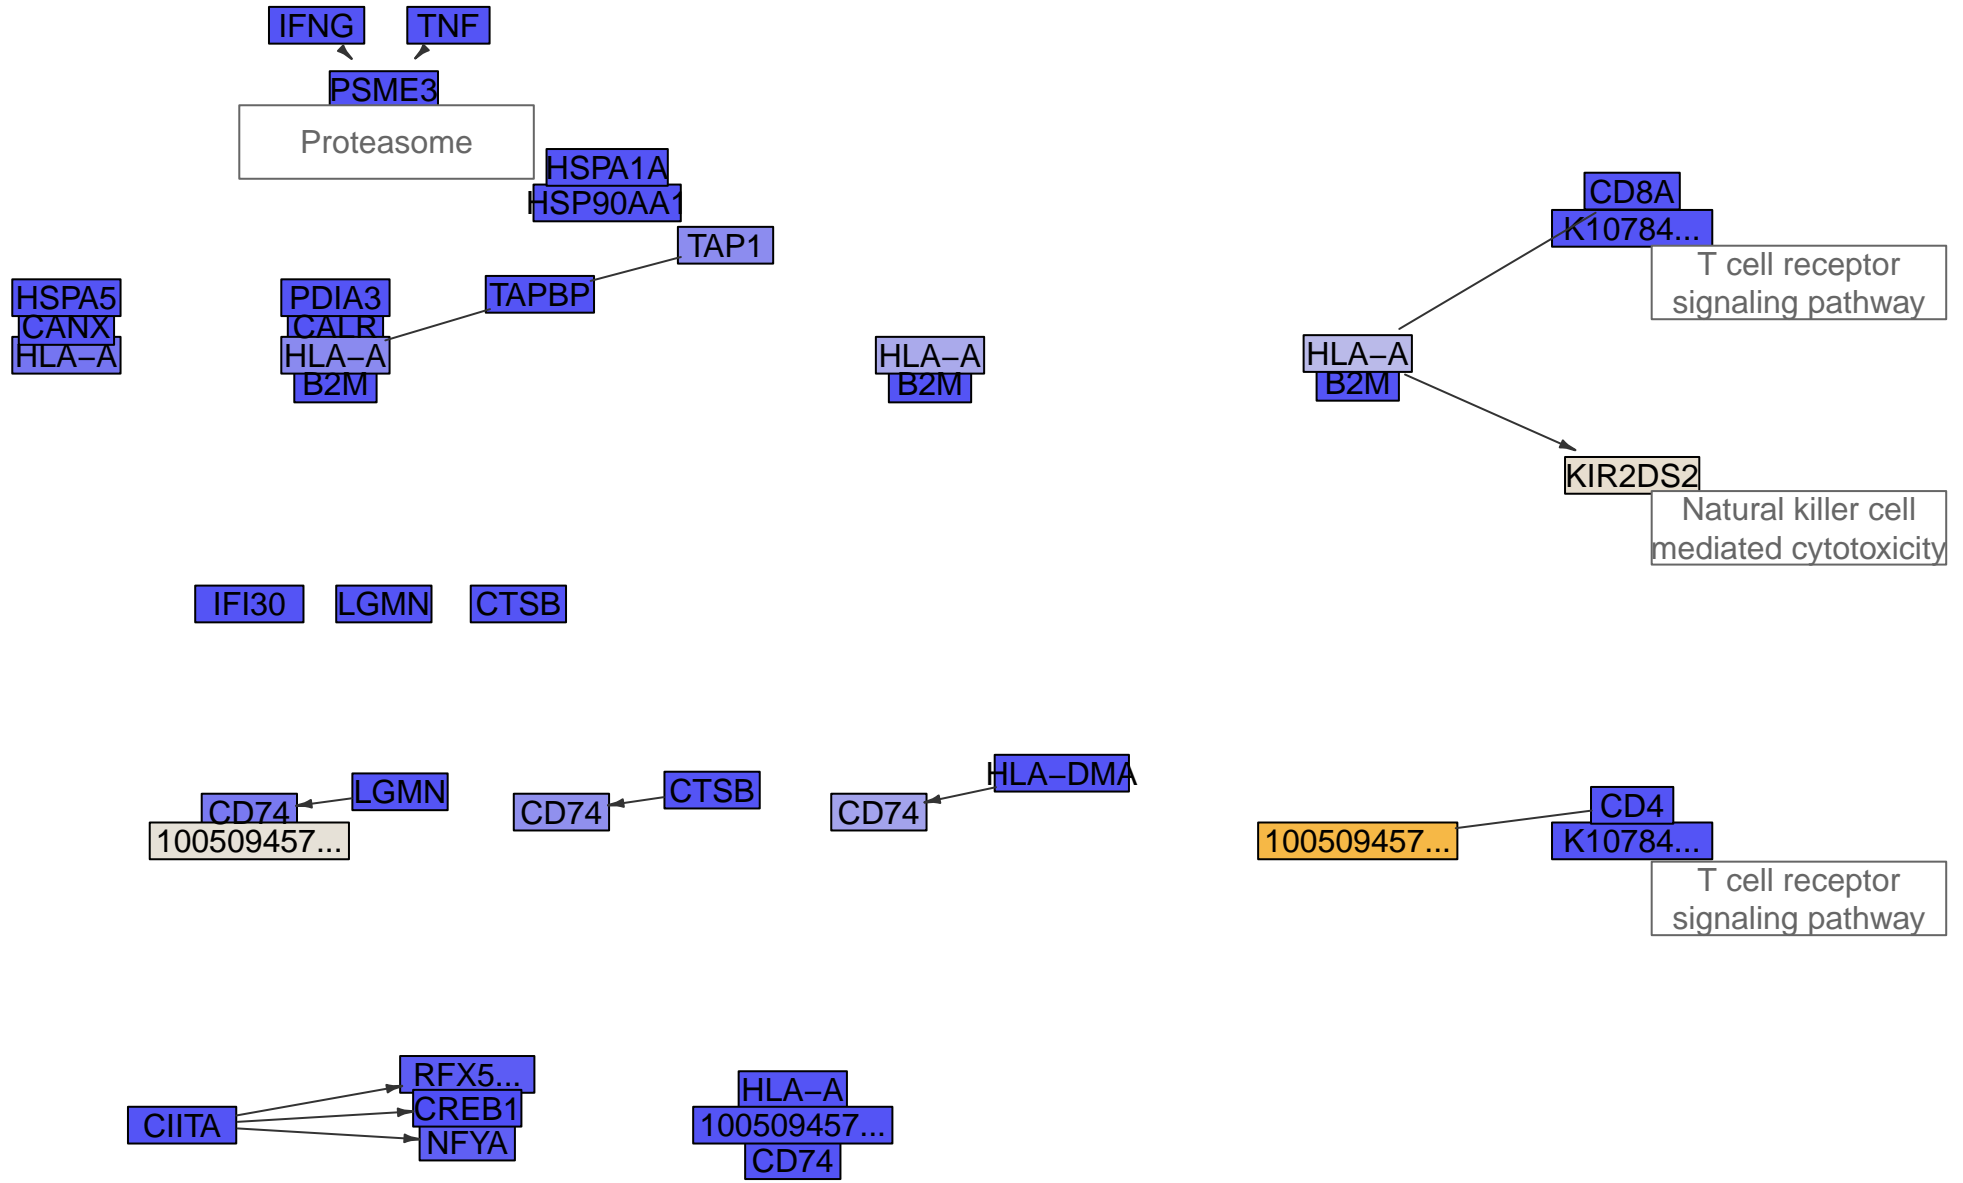 IFNG
TNF
PSME3
Proteasome
HSPA1A
HSP90AA1
CD8A
K10784...
TAP1
T cell receptor
signaling pathway
HSPA5
PDIA3
TAPBP
CANX
CALR
HLA−A
HLA−A
HLA−A
HLA−A
B2M
B2M
B2M
KIR2DS2
Natural killer cell
mediated cytotoxicity
IFI30
LGMN
CTSB
LGMN
CTSB
HLA−DMA
CD74
CD74
CD74
CD4
100509457...
100509457...
K10784...
T cell receptor
signaling pathway
RFX5...
HLA−A
CREB1
CIITA
100509457...
NFYA
CD74